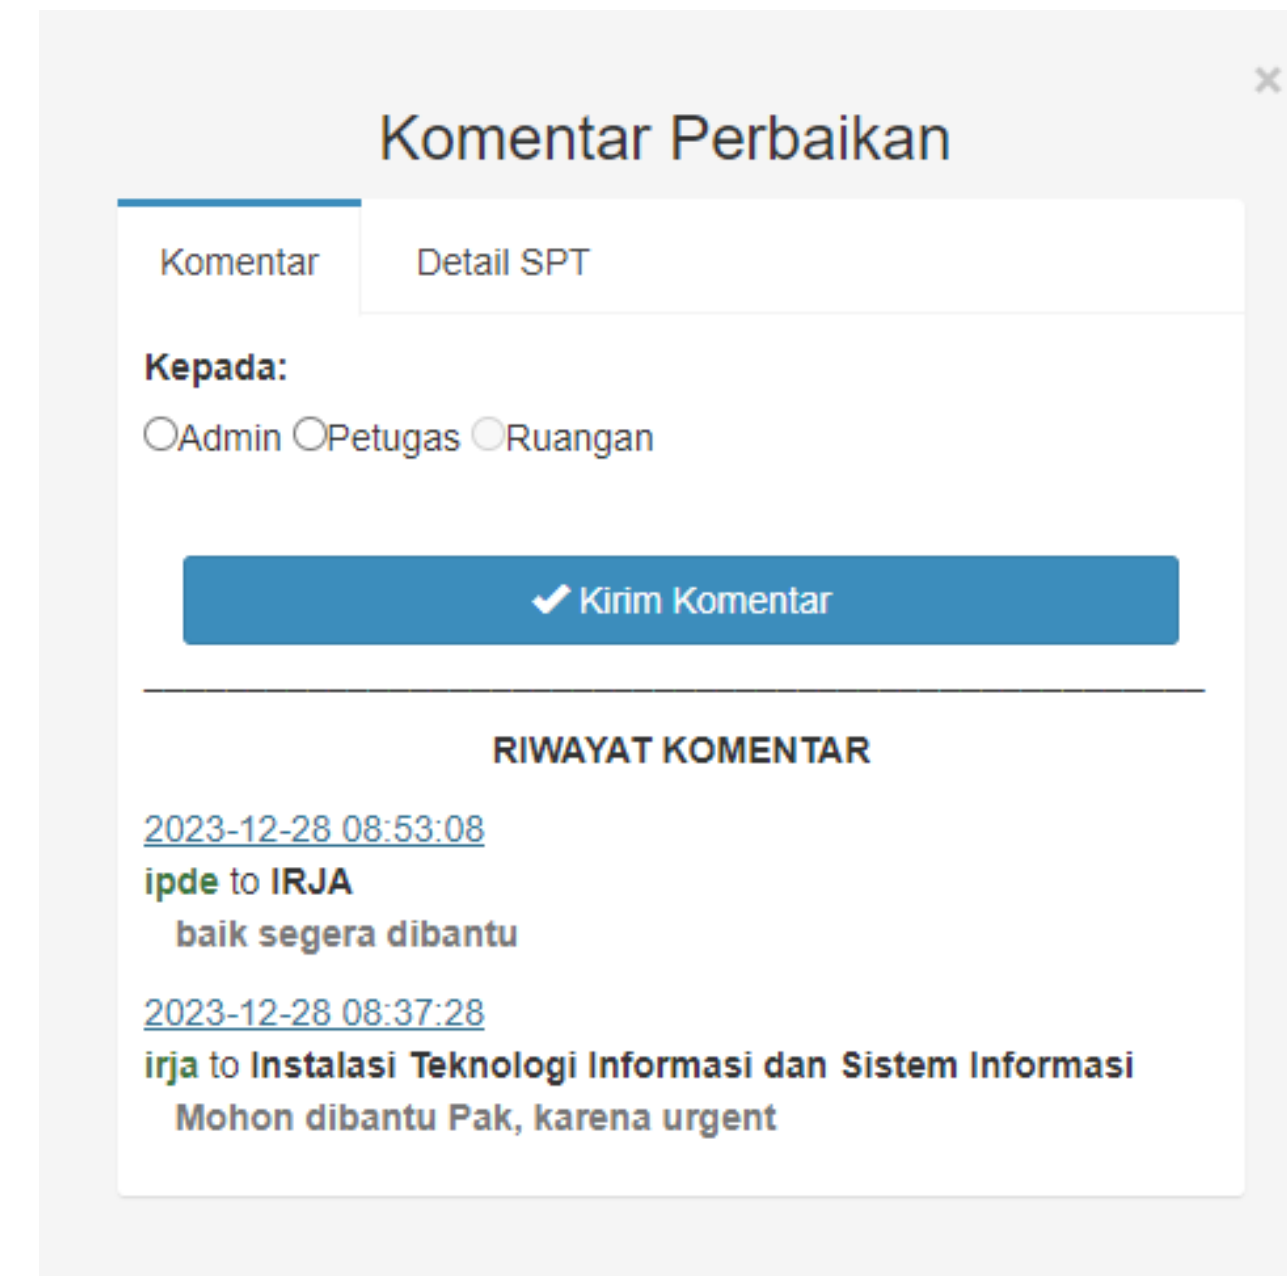 ×
Komentar Perbaikan
Komentar Detail SPT
Kepada:
Admin Petugas Ruangan
Kirim Komentar
RIWAYAT KOMENTAR
2023-12-28 08:53:08
ipde to IRJA
baik segera dibantu
2023-12-28 08:37:28
irja to Instalasi Teknologi Informasi dan Sistem Informasi
Mohon dibantu Pak, karena urgent